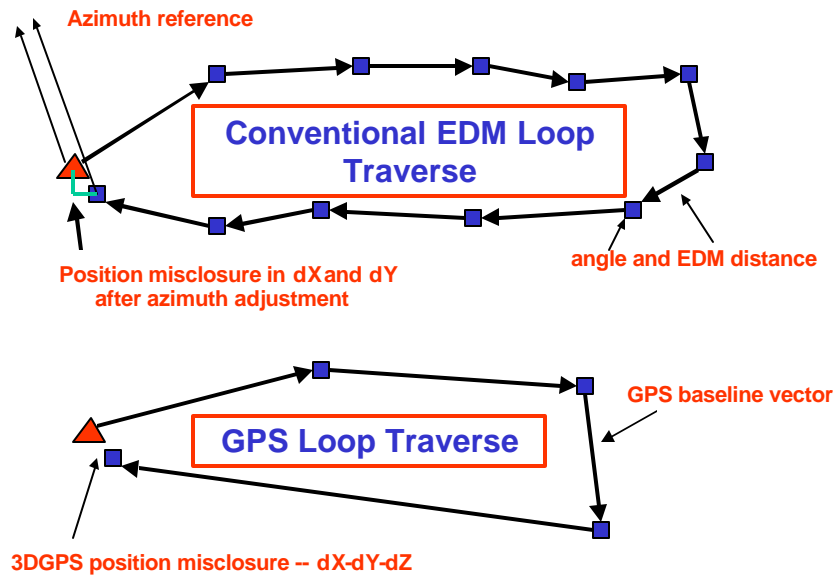 Azimuth reference
Conventional EDM Loop
Traverse
angle and EDM distance
Position misclosure in dX and dY
after azimuth adjustment
GPS baseline vector
GPS Loop Traverse
3DGPS position misclosure -- dX-dY-dZ